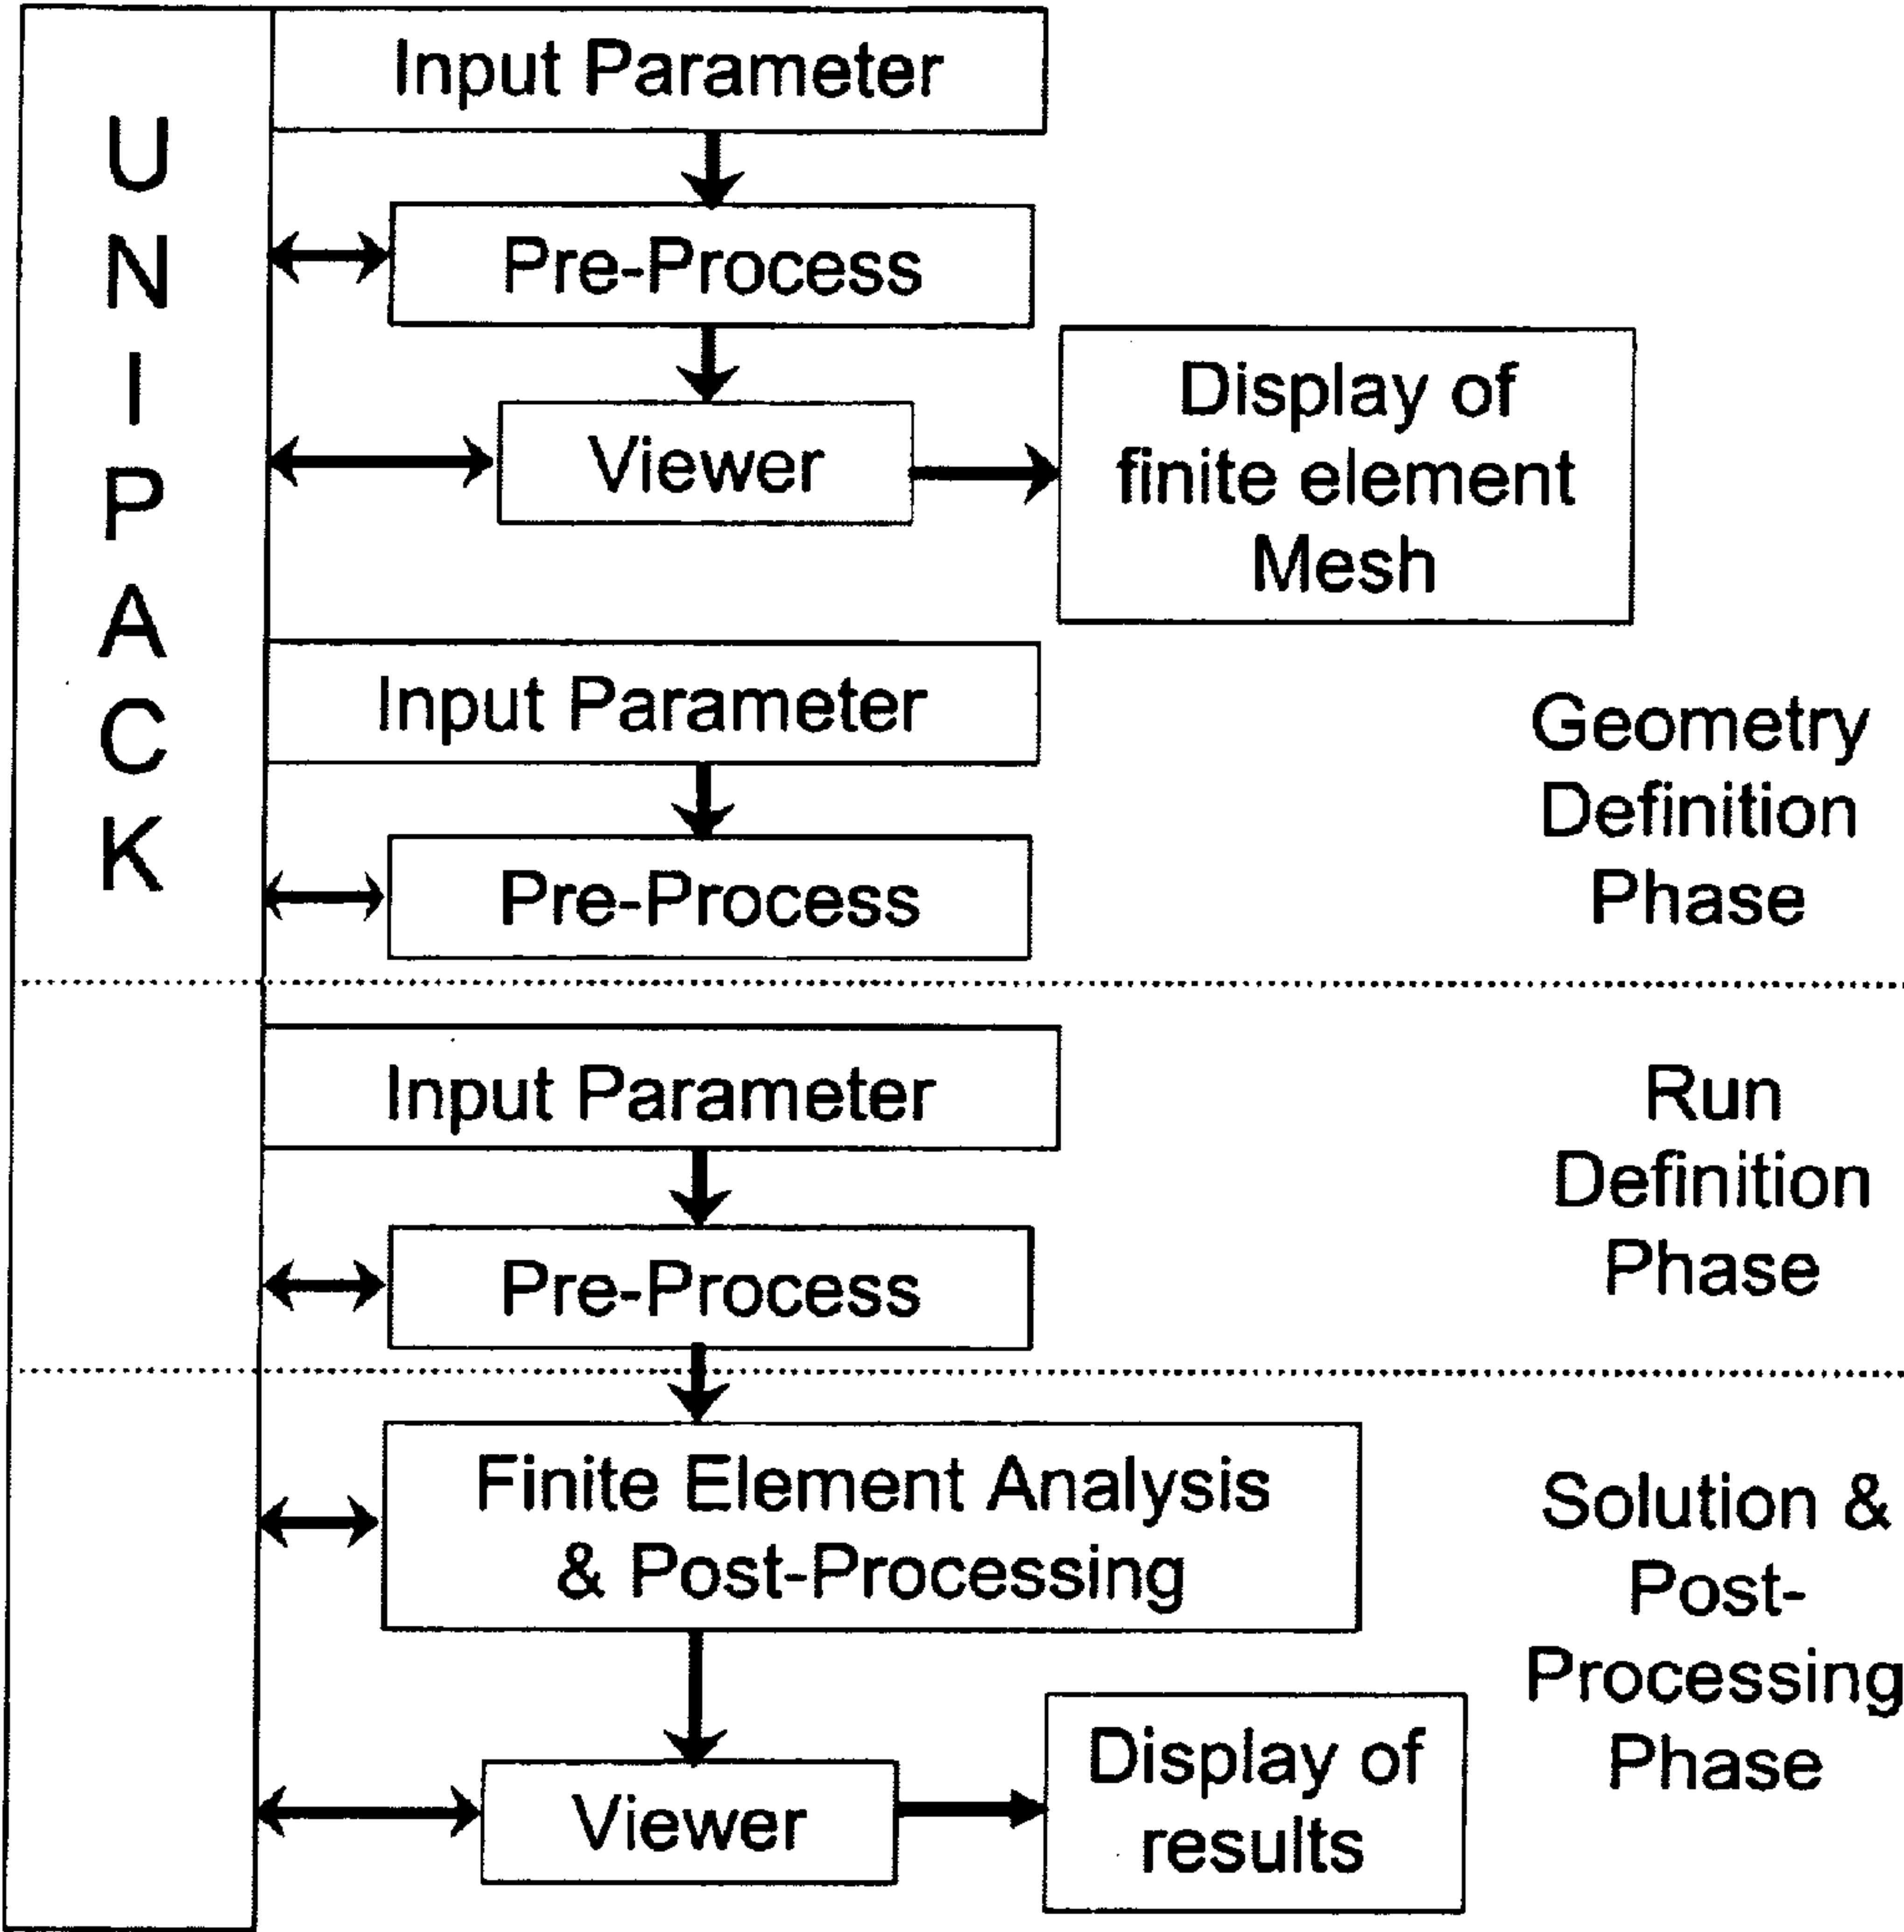 UNIPACK
Input Parameter
Pre-Process
Viewer
Display of
finite element
Mesh
Input Parameter
Pre-Process
Geometry
Definition
Phase
Input Parameter
Pre-Process
Run
Definition
Phase
Finite Element Analysis
& Post-Processing
Viewer
Display of
results
Solution &
Post-
Processing
Phase